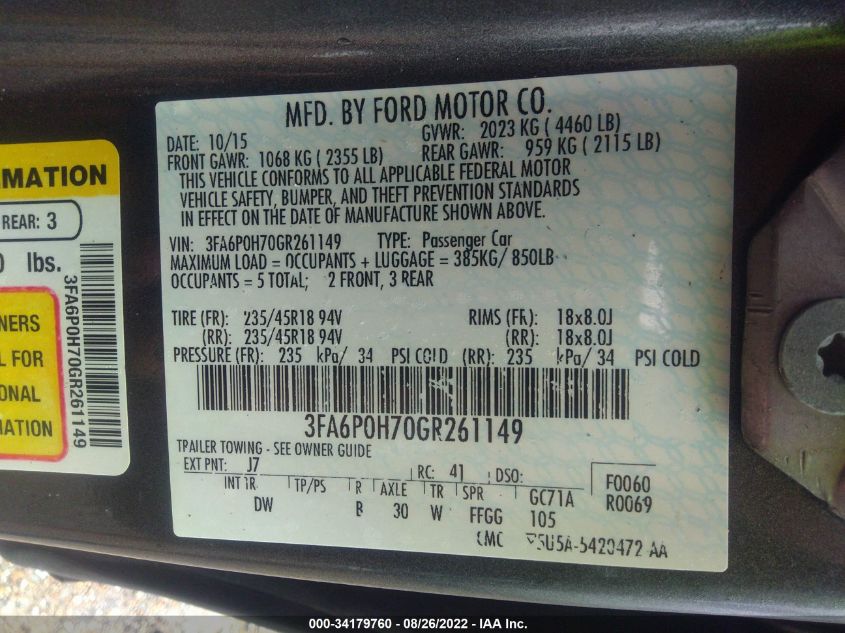 MFD. BY FORD MOTOR CO.
DATE: 10/15 GVWR: 2023 KG ( 4460 LB)
FRONT GAWR: 1068 KG ( 2355 LB) REAR GAWR: 959 KG ( 2115 LB)
THIS VEHICLE CONFORMS TO ALL APPLICABLE FEDERAL MOTOR
VEHICLE SAFETY, BUMPER, AND THEFT PREVENTION STANDARDS
IN EFFECT ON THE DATE OF MANUFACTURE SHOWN ABOVE.
VIN: 3FA6P0H70GR261149 TYPE: Passenger Car
MAXIMUM LOAD = OCCUPANTS + LUGGAGE = 385KG/ 850LB
OCCUPANTS = 5 TOTAL; 2 FRONT, 3 REAR
TIRE (FR): 235/45R18 94V RIMS (FR): 18x8.0J
(RR): 235/45R18 94V (RR): 18x8.0J
PRESSURE (FR): 235 kPa/ 34 PSI COLD (RR): 235 kPa/ 34 PSI COLD
3FA6P0H70GR261149
TRAILER TOWING - SEE OWNER GUIDE
EXT PNT: J7 RC: 41 DSO: F0060
INT TR TP/PS R AXLE TR SPR GC71A R0069
DW B 30 W FFGG 105
5U5A-5420472 AA
MATION
REAR: 3
lbs.
3FA6P0H70GR261149
NERS
L FOR
ONAL
MATION
000-34179760 - 08/26/2022 - IAA Inc.